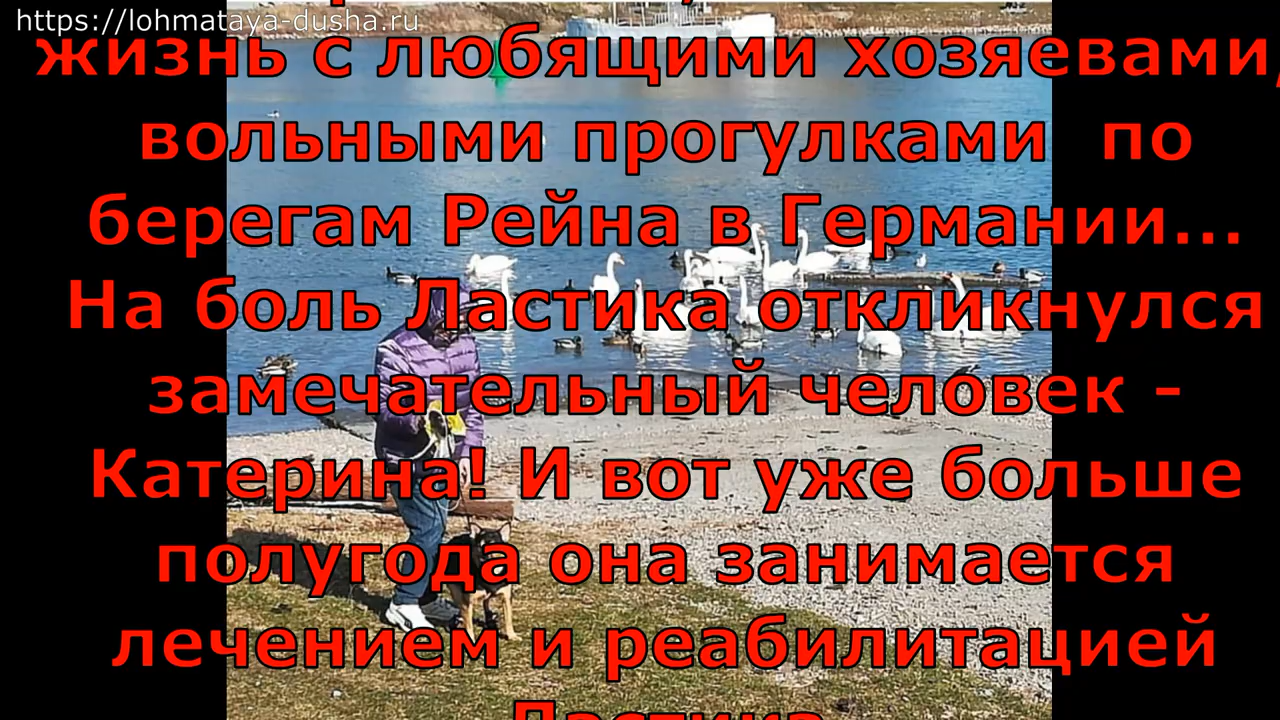 https://lohmataya-dusha.ru
жизнь с любящими хозяевами,
вольными прогулками по
берегам Рейна в Германии...
На боль Ластика откликнулся
замечательный человек -
Катерина! И вот уже больше
полугода она занимается
лечением и реабилитацией
Ластика